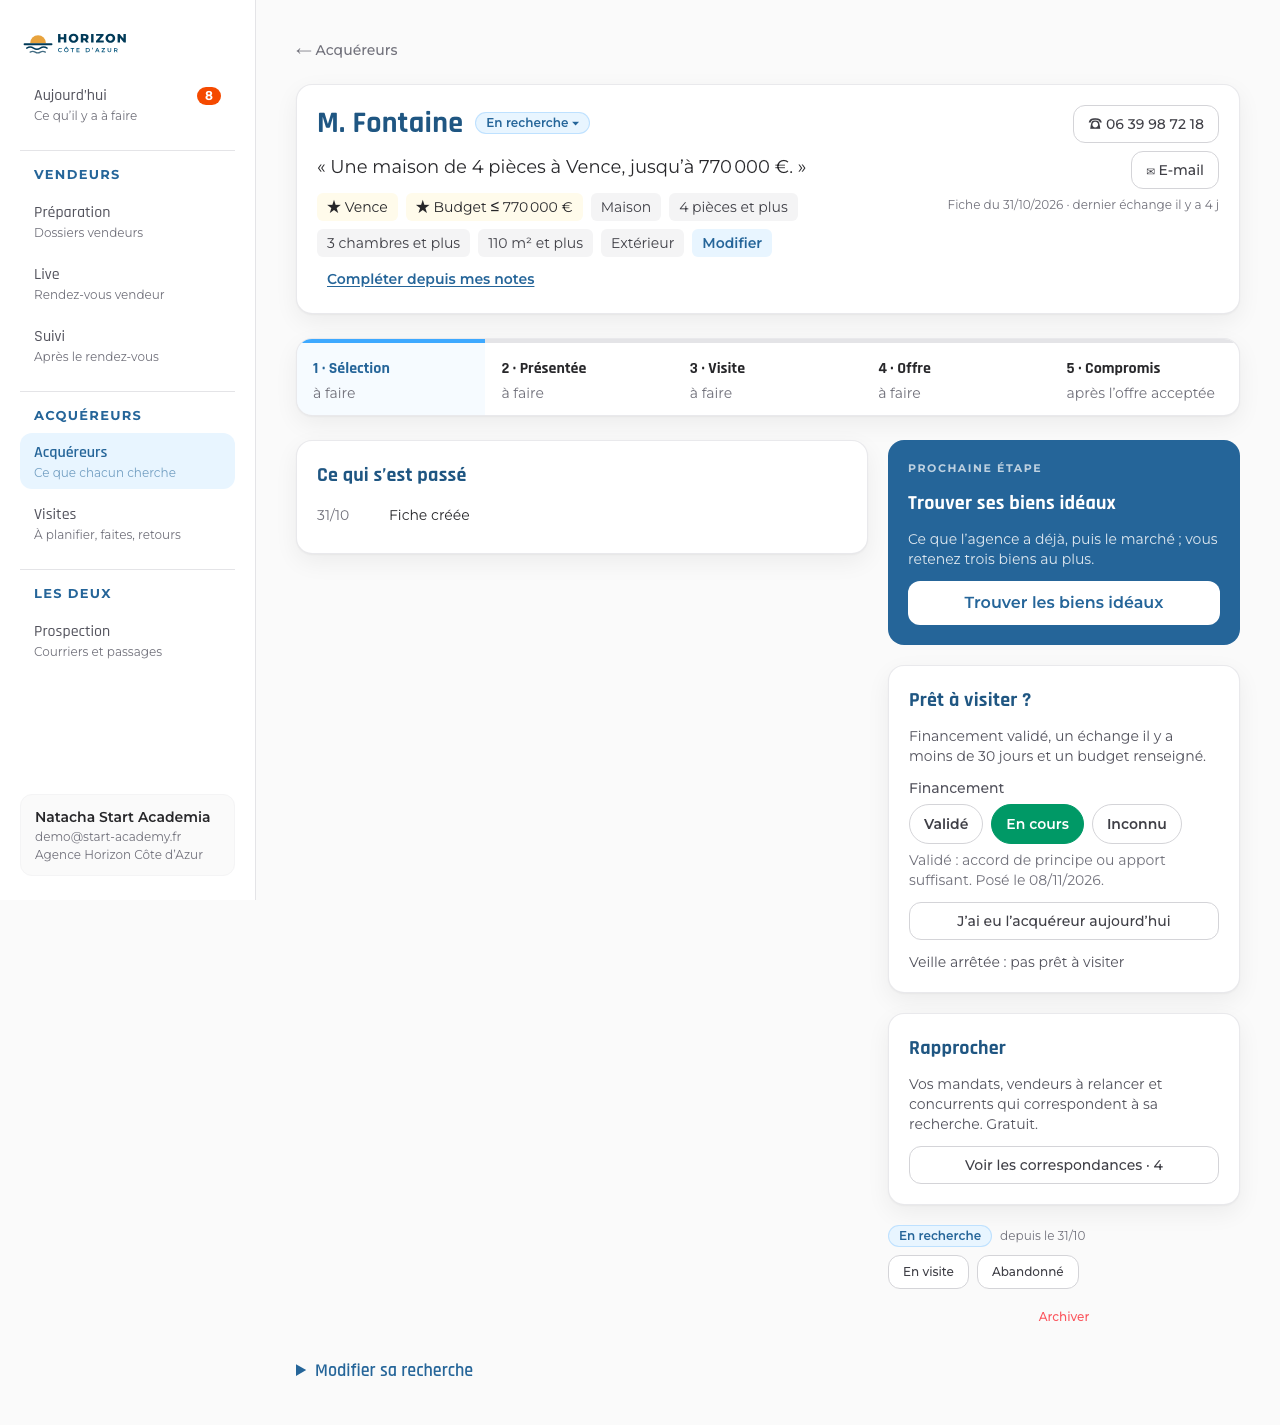 HORIZON
CÔTE D'AZUR
Aujourd'hui
8
Ce qu'il y a à faire
VENDEURS
Préparation
Dossiers vendeurs
Live
Rendez-vous vendeur
Suivi
Après le rendez-vous
ACQUÉREURS
Acquéreurs
Ce que chacun cherche
Visites
À planifier, faites, retours
LES DEUX
Prospection
Courriers et passages
Natacha Start Academia
demo@start-academy.fr
Agence Horizon Côte d'Azur
← Acquéreurs
M. Fontaine
En recherche ▾
« Une maison de 4 pièces à Vence, jusqu'à 770 000 €. »
★ Vence
★ Budget ≤ 770 000 €
Maison
4 pièces et plus
3 chambres et plus
110 m² et plus
Extérieur
Modifier
Compléter depuis mes notes
☎ 06 39 98 72 18
✉ E-mail
Fiche du 31/10/2026 · dernier échange il y a 4 j
1 · Sélection
à faire
2 · Présentée
à faire
3 · Visite
à faire
4 · Offre
à faire
5 · Compromis
après l'offre acceptée
Ce qui s'est passé
31/10 Fiche créée
PROCHAINE ÉTAPE
Trouver ses biens idéaux
Ce que l'agence a déjà, puis le marché ; vous
retenez trois biens au plus.
Trouver les biens idéaux
Prêt à visiter ?
Financement validé, un échange il y a
moins de 30 jours et un budget renseigné.
Financement
Validé
En cours
Inconnu
Validé : accord de principe ou apport
suffisant. Posé le 08/11/2026.
J'ai eu l'acquéreur aujourd'hui
Veille arrêtée : pas prêt à visiter
Rapprocher
Vos mandats, vendeurs à relancer et
concurrents qui correspondent à sa
recherche. Gratuit.
Voir les correspondances · 4
En recherche
depuis le 31/10
En visite
Abandonné
Archiver
▶ Modifier sa recherche